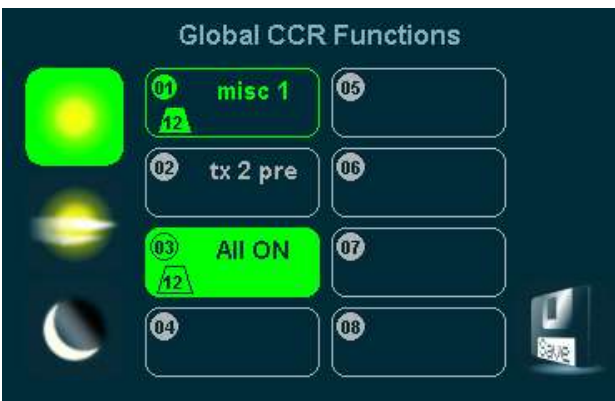 Global CCR Functions
01 misc 1
12
02 tx 2 pre
03 All ON
12
04
05
06
07
08
Save